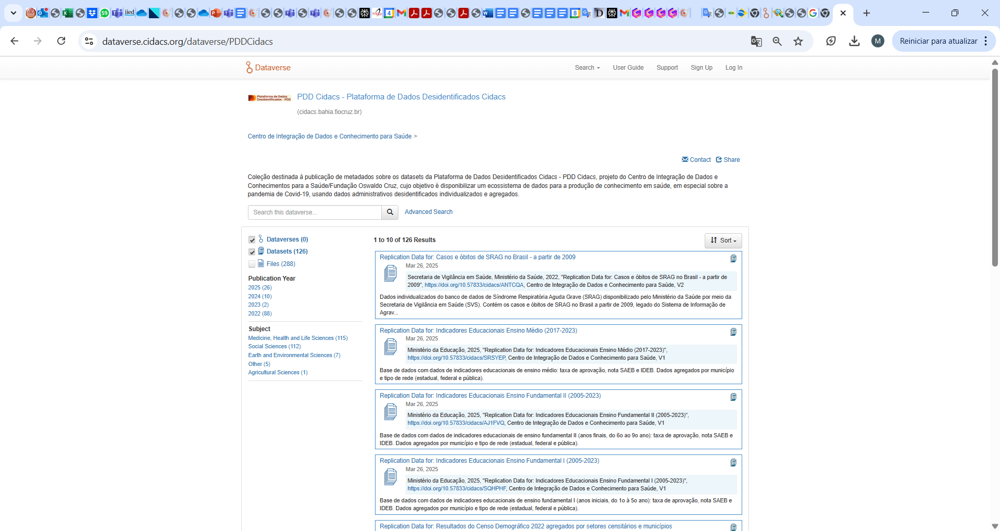 59
iied
4
8
D
G
dataverse.cidacs.org/dataverse/PDDCidacs
M
Reiniciar para atualizar
Dataverse
Search
User Guide
Support
Sign Up
Log In
Plataforma de Dados
Desidentificados - PDD
PDD Cidacs - Plataforma de Dados Desidentificados Cidacs
(cidacs.bahia.fiocruz.br)
Centro de Integração de Dados e Conhecimento para Saúde >
Contact
Share
Coleção destinada à publicação de metadados sobre os datasets da Plataforma de Dados Desidentificados Cidacs - PDD Cidacs, projeto do Centro de Integração de Dados e
Conhecimentos para a Saúde/Fundação Oswaldo Cruz, cujo objetivo é disponibilizar um ecossistema de dados para a produção de conhecimento em saúde, em especial sobre a
pandemia de Covid-19, usando dados administrativos desidentificados individualizados e agregados.
Search this dataverse...
Advanced Search
Dataverses (0)
Datasets (126)
Files (288)
Publication Year
2025 (26)
2024 (10)
2023 (2)
2022 (88)
Subject
Medicine, Health and Life Sciences (115)
Social Sciences (112)
Earth and Environmental Sciences (7)
Other (5)
Agricultural Sciences (1)
1 to 10 of 126 Results
Sort
Replication Data for: Casos e óbitos de SRAG no Brasil - a partir de 2009
Mar 26, 2025
Secretaria de Vigilância em Saúde, Ministério da Saúde, 2022, "Replication Data for: Casos e óbitos de SRAG no Brasil - a partir de
2009", https://doi.org/10.57833/cidacs/ANTCQA, Centro de Integração de Dados e Conhecimento para Saúde, V2
Dados individualizados do banco de dados de Síndrome Respiratória Aguda Grave (SRAG) disponibilizado pelo Ministério da Saúde por meio da
Secretaria de Vigilância em Saúde (SVS). Contém os casos e óbitos de SRAG no Brasil a partir de 2009, legado do Sistema de Informação de
Agrav...
Replication Data for: Indicadores Educacionais Ensino Médio (2017-2023)
Mar 26, 2025
Ministério da Educação, 2025, "Replication Data for: Indicadores Educacionais Ensino Médio (2017-2023)",
https://doi.org/10.57833/cidacs/SRSYEP, Centro de Integração de Dados e Conhecimento para Saúde, V1
Base de dados com dados de indicadores educacionais de ensino médio: taxa de aprovação, nota SAEB e IDEB. Dados agregados por município
e tipo de rede (estadual, federal e pública).
Replication Data for: Indicadores Educacionais Ensino Fundamental II (2005-2023)
Mar 26, 2025
Ministério da Educação, 2025, "Replication Data for: Indicadores Educacionais Ensino Fundamental II (2005-2023)",
https://doi.org/10.57833/cidacs/AJ1FVQ, Centro de Integração de Dados e Conhecimento para Saúde, V1
Base de dados com dados de indicadores educacionais de ensino fundamental II (anos finais, do 6o ao 9o ano): taxa de aprovação, nota SAEB e
IDEB. Dados agregados por município e tipo de rede (estadual, federal e pública).
Replication Data for: Indicadores Educacionais Ensino Fundamental I (2005-2023)
Mar 26, 2025
Ministério da Educação, 2025, "Replication Data for: Indicadores Educacionais Ensino Fundamental I (2005-2023)",
https://doi.org/10.57833/cidacs/SQHPHF, Centro de Integração de Dados e Conhecimento para Saúde, V1
Base de dados com dados de indicadores educacionais de ensino fundamental I (anos iniciais, do 1o à 5o ano): taxa de aprovação, nota SAEB e
IDEB. Dados agregados por município e tipo de rede (estadual, federal e pública).
Replication Data for: Resultados do Censo Demográfico 2022 agregados por setores censitários e municípios